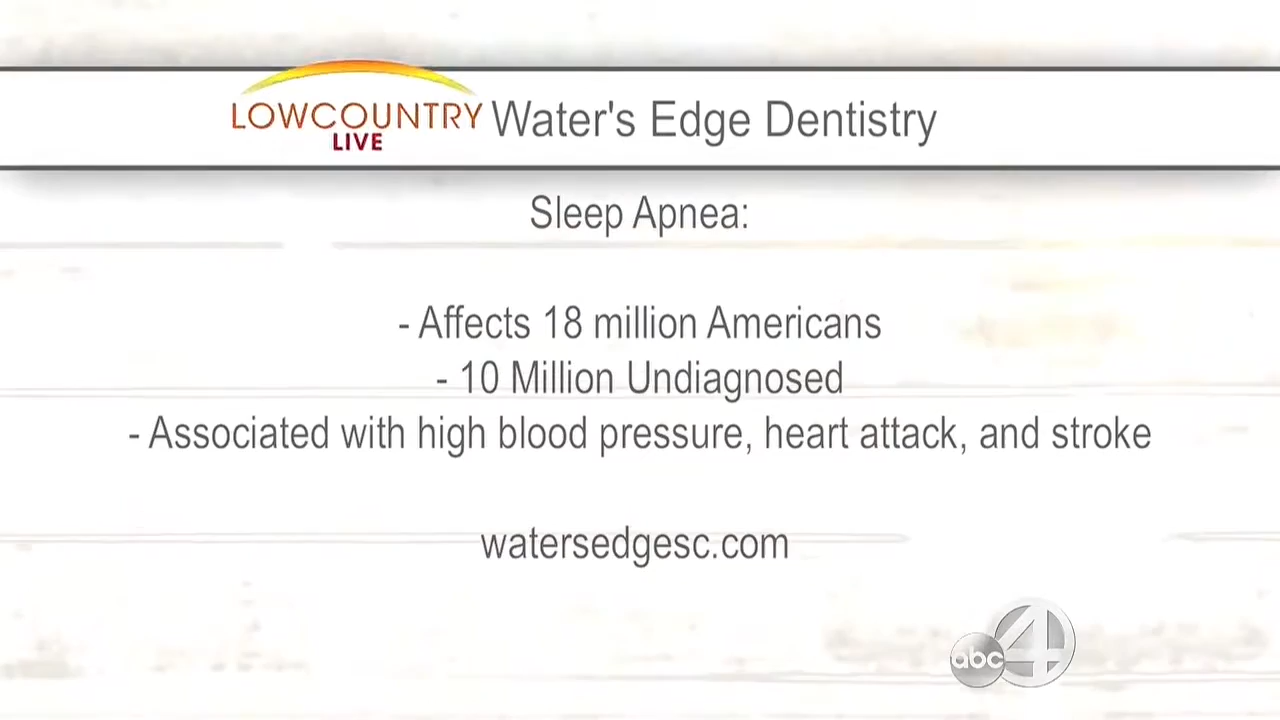 LOWCOUNTRY
LIVE
Water's Edge Dentistry
Sleep Apnea:
- Affects 18 million Americans
- 10 Million Undiagnosed
- Associated with high blood pressure, heart attack, and stroke
watersedgesc.com
abc 4